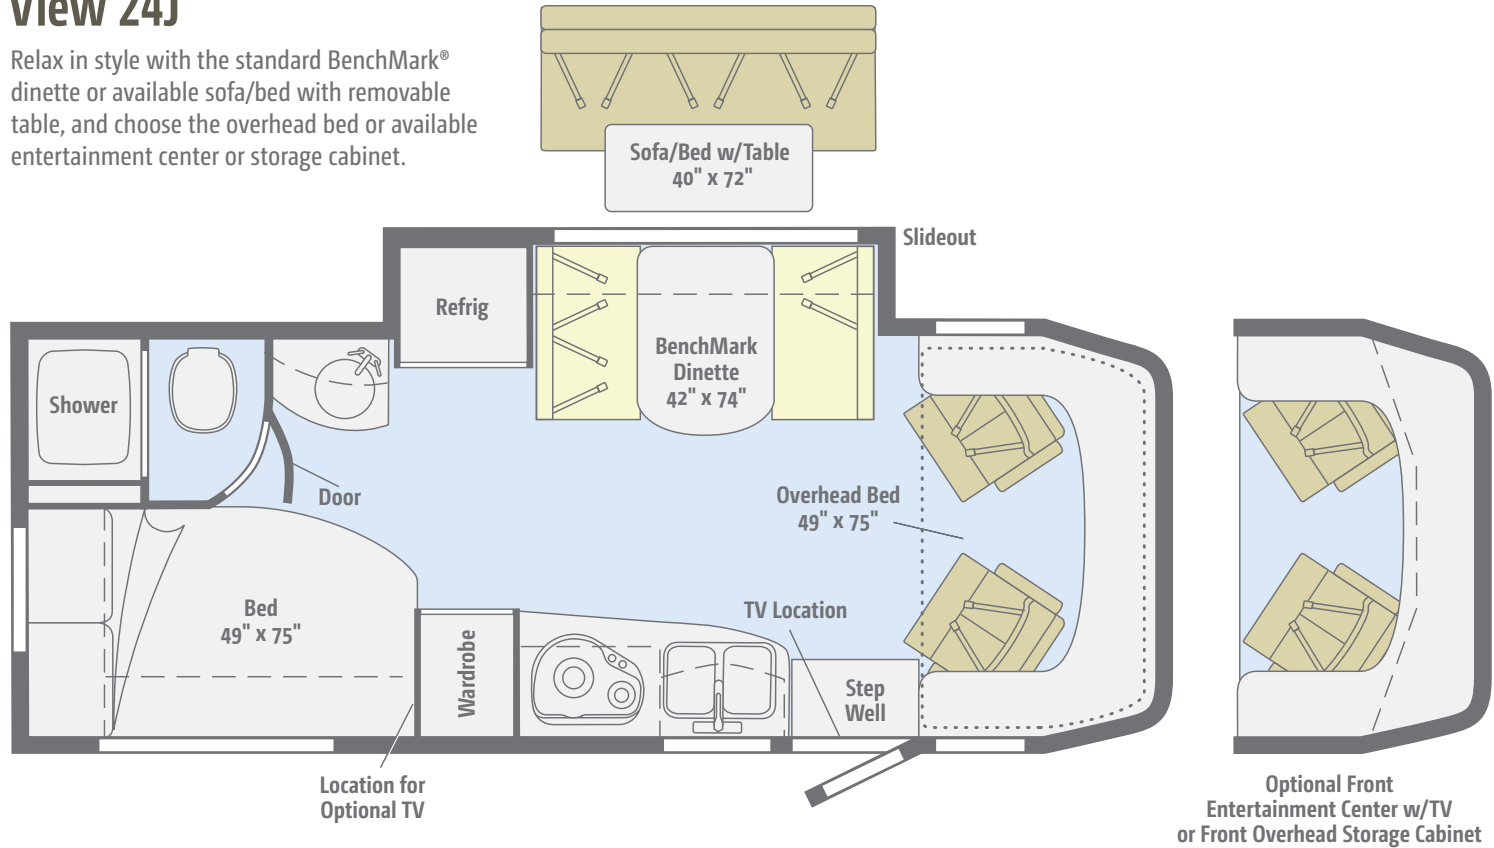 View 24J
Relax in style with the standard BenchMark®
dinette or available sofa/bed with removable
table, and choose the overhead bed or available
entertainment center or storage cabinet.
Sofa/Bed w/Table
40" x 72"
Slideout
Refrig
BenchMark
Dinette
42" x 74"
Shower
Door
Overhead Bed
49" x 75"
Bed
49" x 75"
TV Location
Wardrobe
Step
Well
Location for
Optional TV
Optional Front
Entertainment Center w/TV
or Front Overhead Storage Cabinet